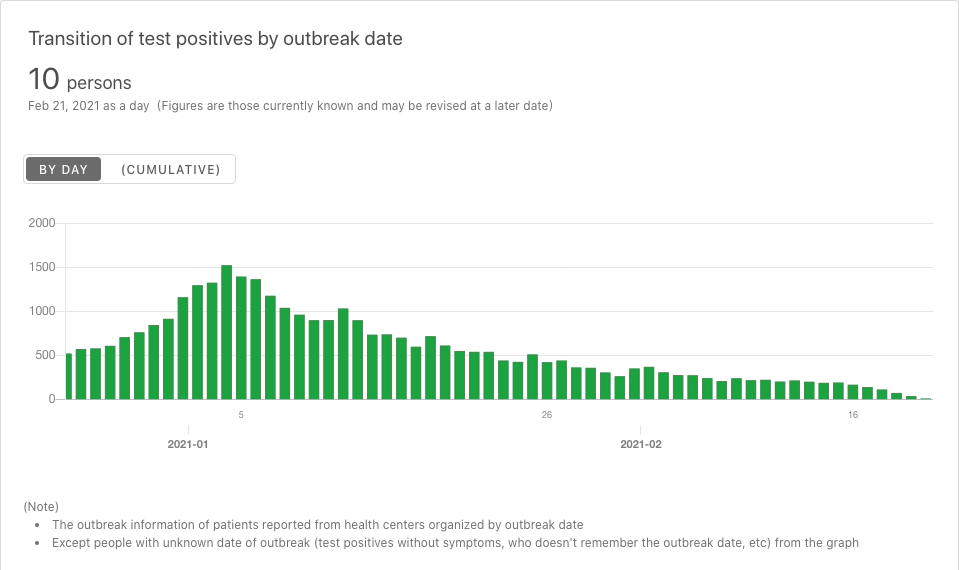 Transition of test positives by outbreak date
10 persons
Feb 21, 2021 as a day (Figures are those currently known and may be revised at a later date)
BY DAY (CUMULATIVE)
2000
1500
1000
500
0
5 26 16
2021-01 2021-02
(Note)
• The outbreak information of patients reported from health centers organized by outbreak date
• Except people with unknown date of outbreak (test positives without symptoms, who doesn't remember the outbreak date, etc) from the graph